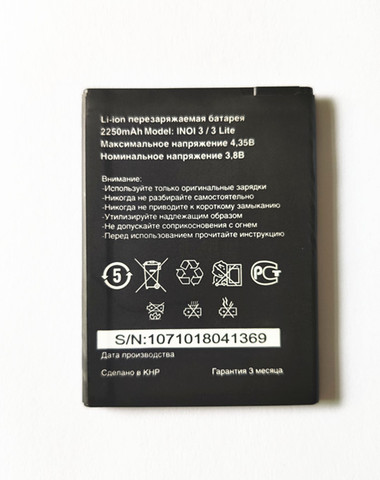 Li-ion перезаряжаемая батарея
2250mAh Model: INOI 3 / 3 Lite
Максимальное напряжение 4,35В
Номинальное напряжение 3,8В
Внимание:
-Используйте только оригинальные зарядки
-Никогда не разбирайте самостоятельно
-Никогда не приводите к короткому замыканию
-Утилизируйте надлежащим образом
-Не допускайте соприкосновения с огнем
-Перед использованием прочитайте инструкцию
5
РСТ
S/N:1071018041369
Дата производства
Сделано в КНР
Гарантия 3 месяца